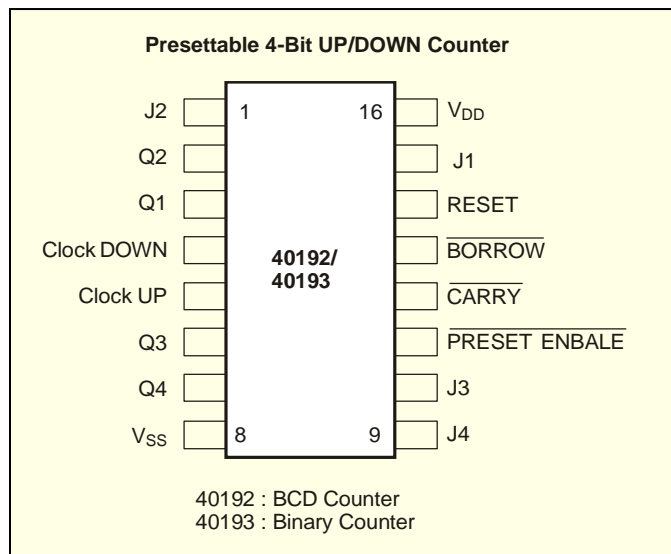 Presettable 4-Bit UP/DOWN Counter
J2 1 16 VDD
Q2 J1
Q1 RESET
Clock DOWN BORROW
40192/
40193
Clock UP CARRY
Q3 PRESET ENBALE
Q4 J3
VSS 8 9 J4
40192 : BCD Counter
40193 : Binary Counter